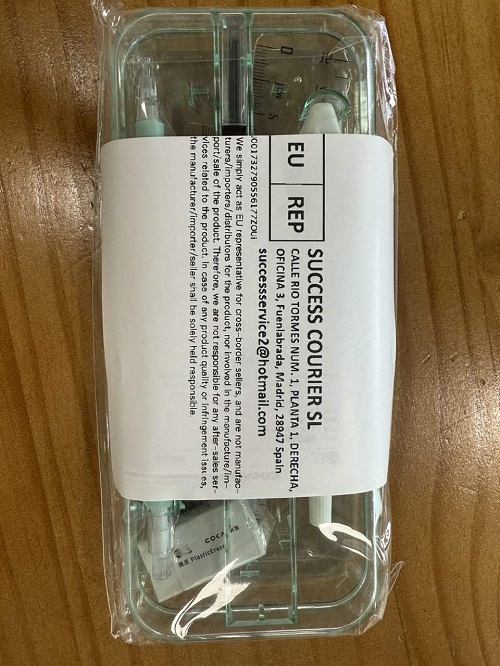 EU REP
SUCCESS COURIER SL
CALLE RIO TORMES NUM. 1, PLANTA 1, DERECHA,
OFICINA 3, Fuenlabrada, Madrid, 28947 Spain
successservice2@hotmail.com
We simply act as EU representative for cross-border sellers, and are not manufac-
turers/importers/distributors for the product, nor involved in the manufacture/im-
port/sale of the product. Therefore, we are not responsible for any after-sales ser-
vices related to the product. In case of any product quality or infringement issues,
the manufacturer/importer/seller shall be solely held responsible.
PlasticEraser